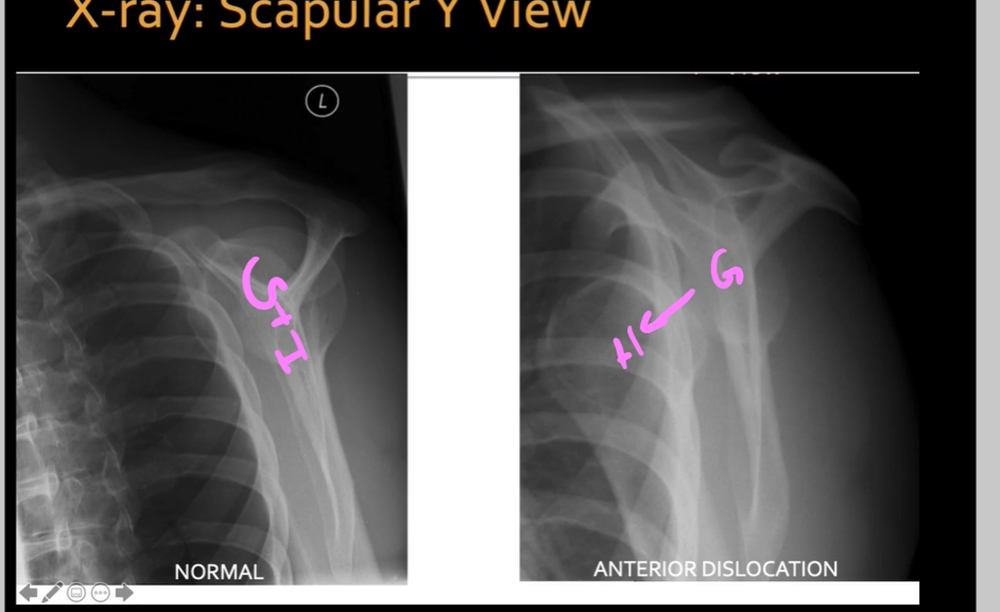 X-ray: Scapular Y View
L
G+H
G
H
NORMAL
ANTERIOR DISLOCATION